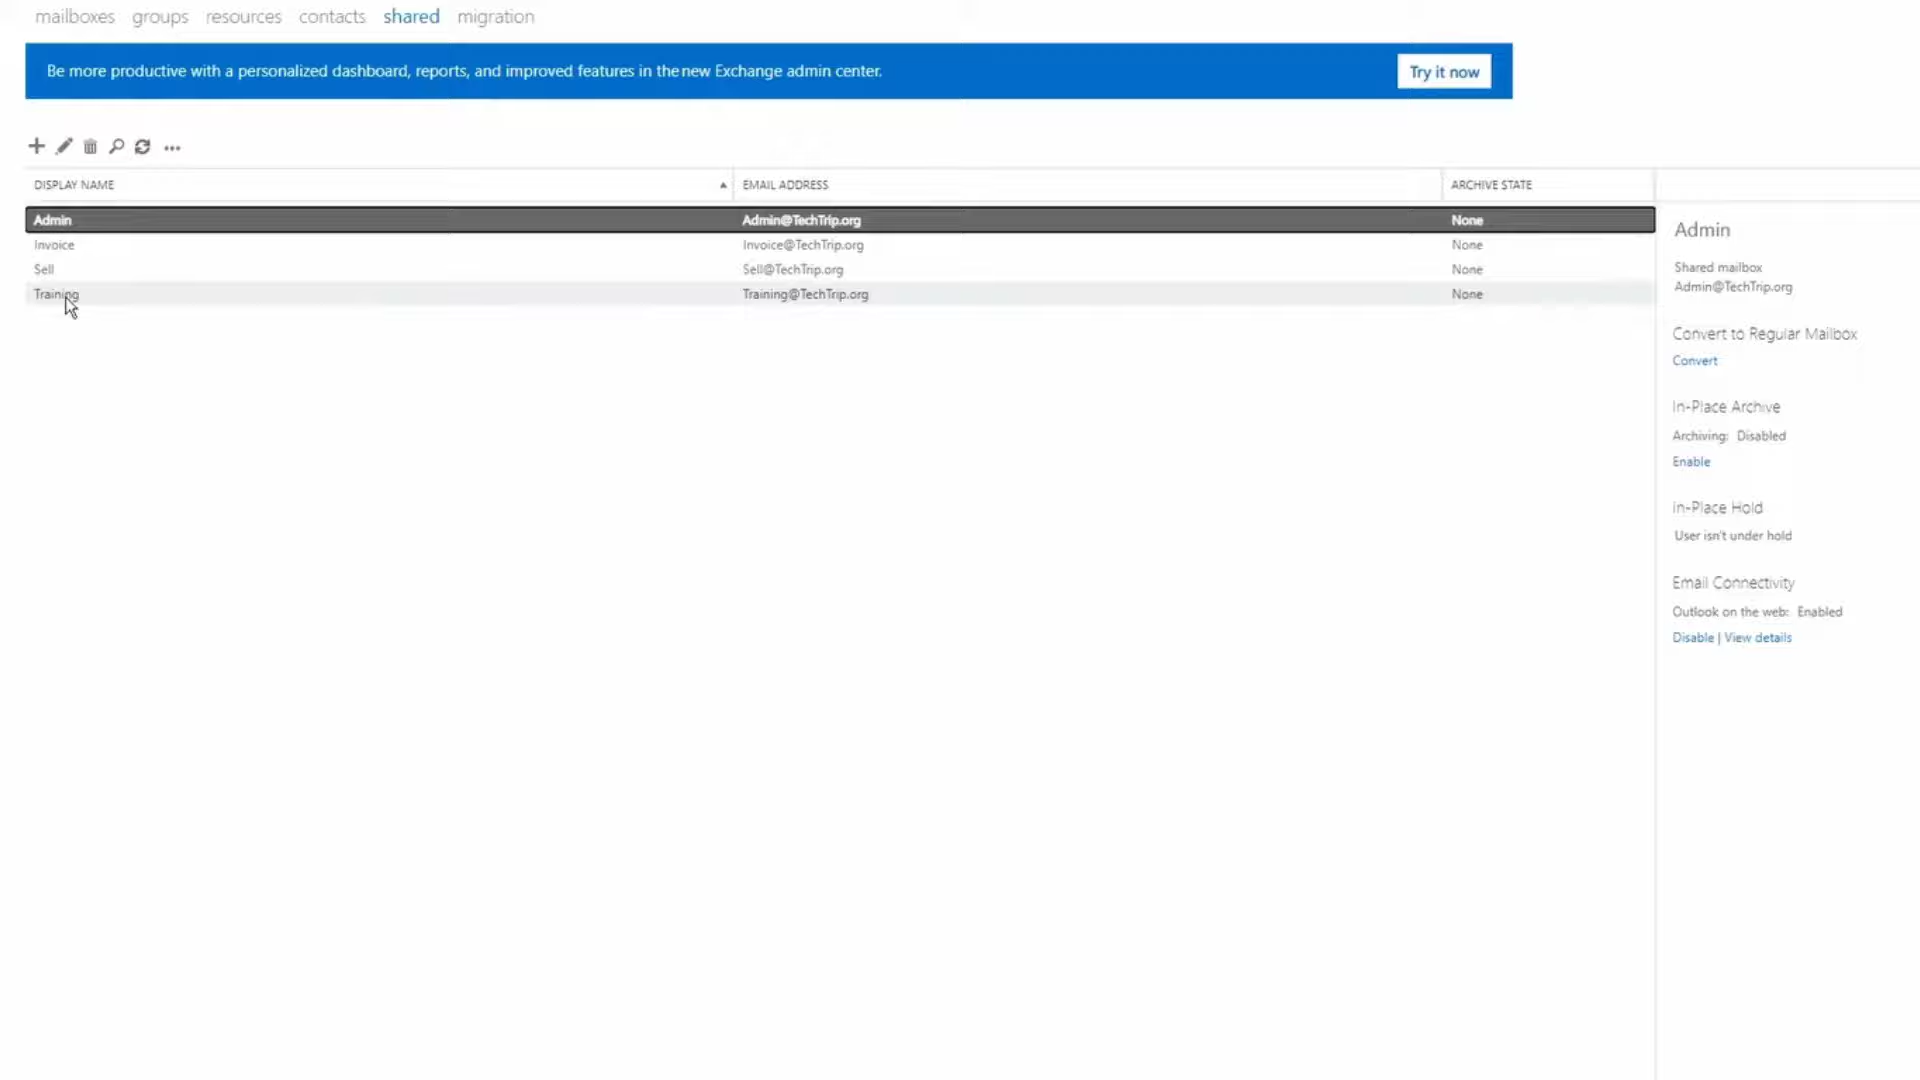 mailboxes groups resources contacts shared migration
Be more productive with a personalized dashboard, reports, and improved features in the new Exchange admin center. Try it now
DISPLAY NAME EMAIL ADDRESS ARCHIVE STATE
Admin Admin@TechTrip.org None
Invoice Invoice@TechTrip.org None
Sell Sell@TechTrip.org None
Training Training@TechTrip.org None
Admin
Shared mailbox
Admin@TechTrip.org
Convert to Regular Mailbox
Convert
In-Place Archive
Archiving: Disabled
Enable
In-Place Hold
User isn't under hold
Email Connectivity
Outlook on the web: Enabled
Disable | View details